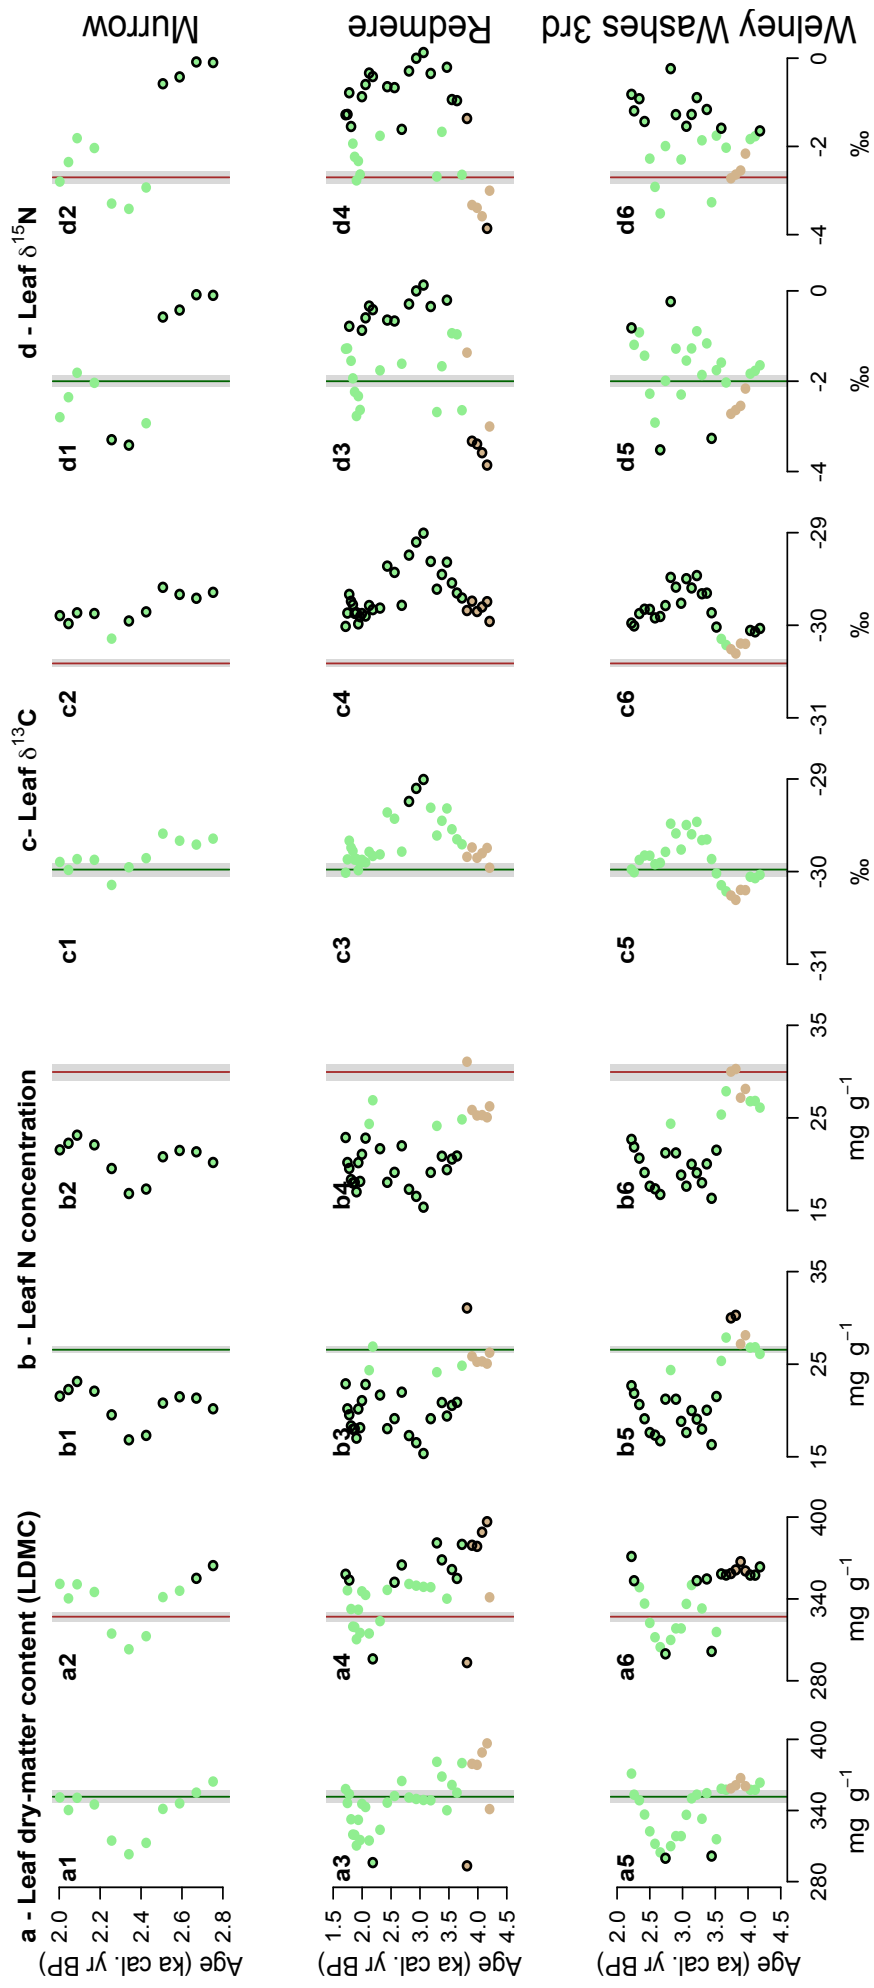 a - Leaf dry-matter content (LDMC)
b - Leaf N concentration
c- Leaf δ¹³C
d - Leaf δ¹⁵N
Age (ka cal. yr BP)
2.0 2.2 2.4 2.6 2.8
a1
a2
b1
b2
c1
c2
d1
d2
Murrow
Age (ka cal. yr BP)
1.5 2.0 2.5 3.0 3.5 4.0 4.5
a3
a4
b3
b4
c3
c4
d3
d4
Redmere
Age (ka cal. yr BP)
2.0 2.5 3.0 3.5 4.0 4.5
a5
a6
b5
b6
c5
c6
d5
d6
Welney Washes 3rd
280 340 400
280 340 400
15 25 35
15 25 35
-31 -30 -29
-31 -30 -29
-4 -2 0
-4 -2 0
mg g⁻¹
mg g⁻¹
mg g⁻¹
mg g⁻¹
‰
‰
‰
‰